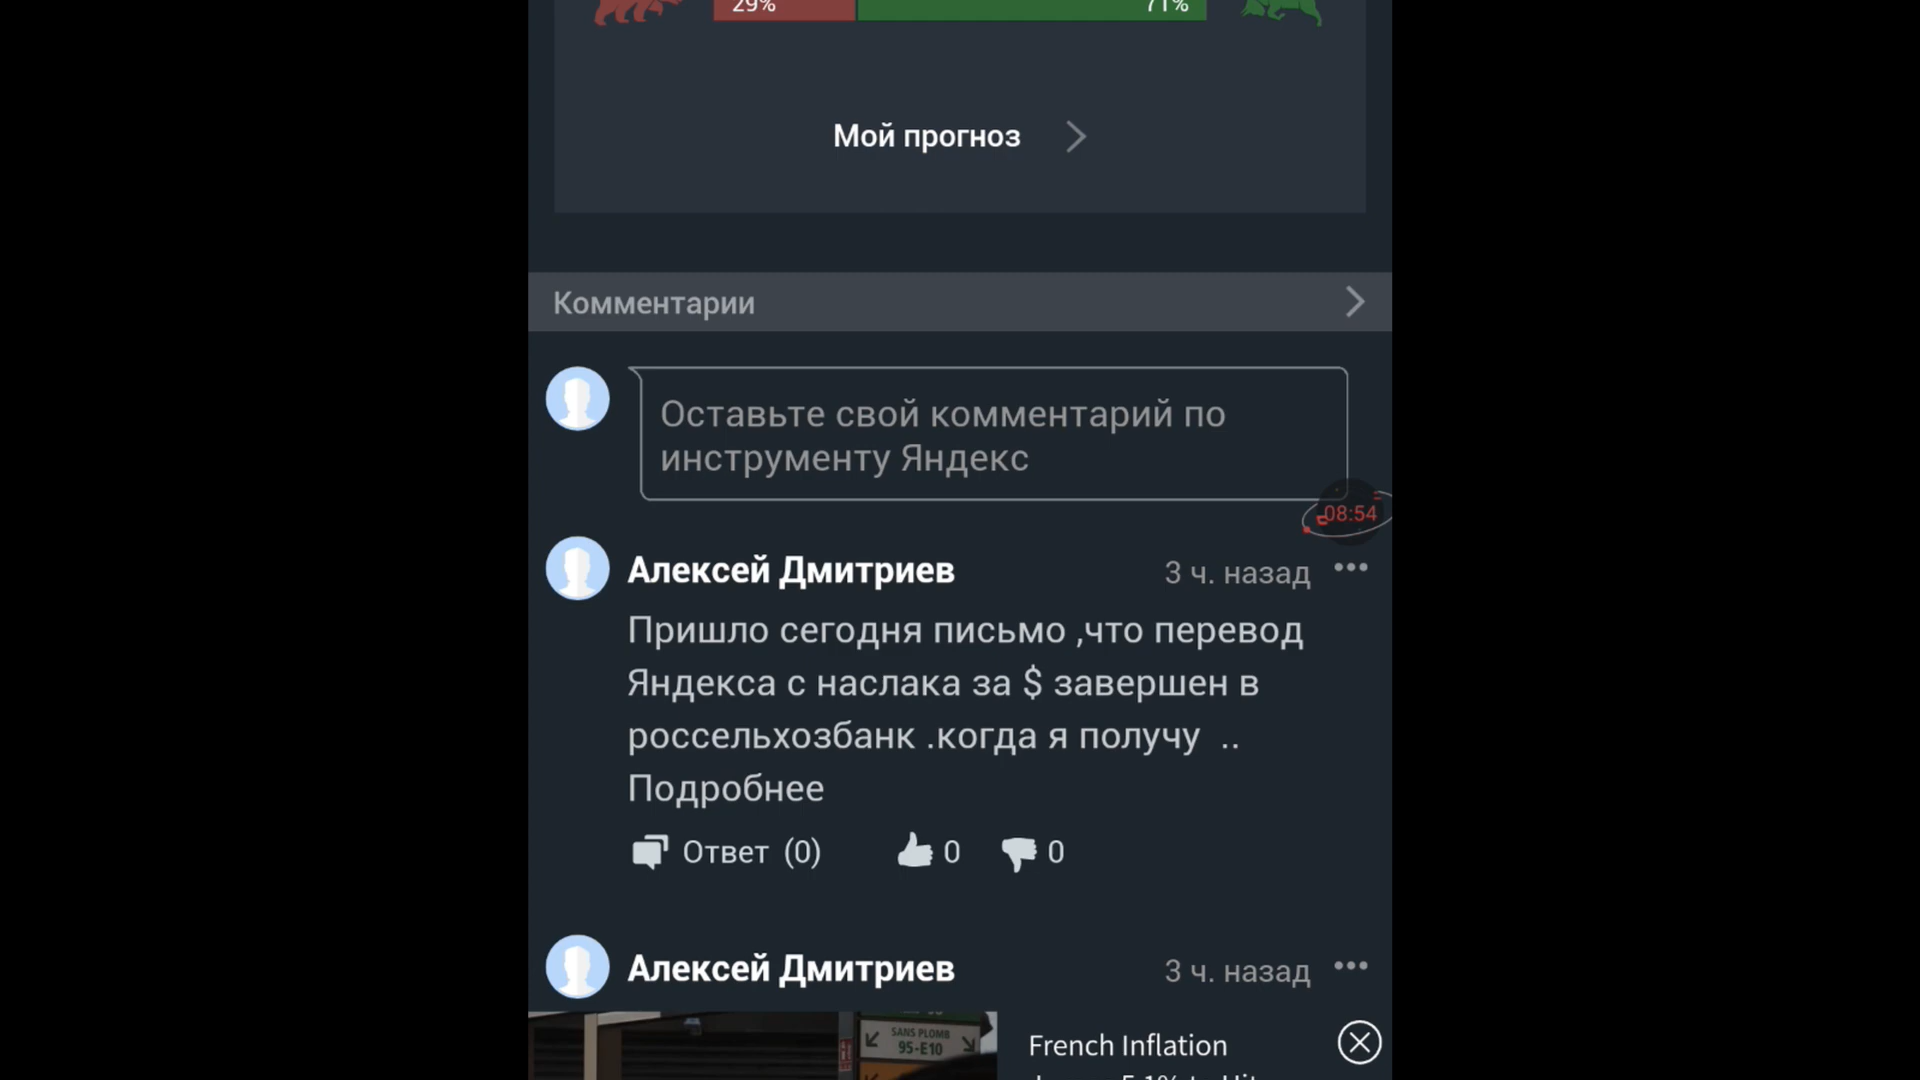 29%
71%
Мой прогноз
Комментарии
Оставьте свой комментарий по
инструменту Яндекс
08:54
Алексей Дмитриев
3 ч. назад
Пришло сегодня письмо ,что перевод
Яндекса с наслака за $ завершен в
россельхозбанк .когда я получу ..
Подробнее
Ответ (0)
0
0
Алексей Дмитриев
3 ч. назад
SANS PLOMB
95-E10
French Inflation